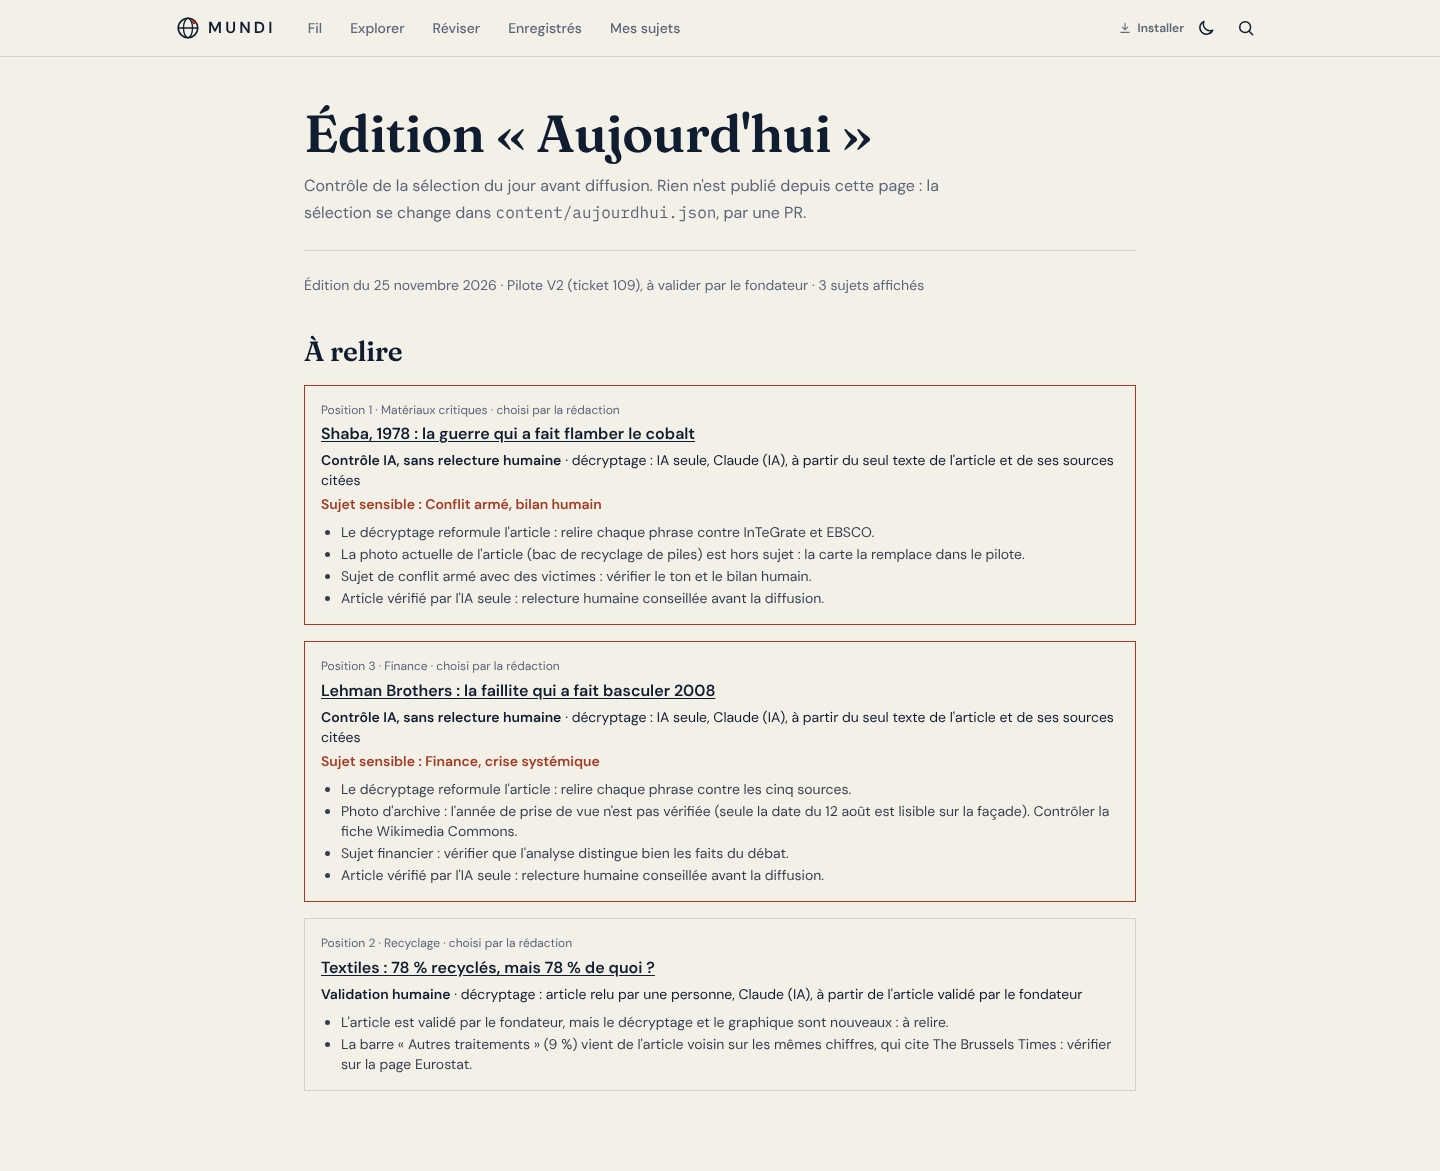 MUNDI
Fil
Explorer
Réviser
Enregistrés
Mes sujets
Installer
Édition « Aujourd'hui »
Contrôle de la sélection du jour avant diffusion. Rien n'est publié depuis cette page : la
sélection se change dans content/aujourdhui.json, par une PR.
Édition du 25 novembre 2026 · Pilote V2 (ticket 109), à valider par le fondateur · 3 sujets affichés
À relire
Position 1 · Matériaux critiques · choisi par la rédaction
Shaba, 1978 : la guerre qui a fait flamber le cobalt
Contrôle IA, sans relecture humaine · décryptage : IA seule, Claude (IA), à partir du seul texte de l'article et de ses sources
citées
Sujet sensible : Conflit armé, bilan humain
• Le décryptage reformule l'article : relire chaque phrase contre InTeGrate et EBSCO.
• La photo actuelle de l'article (bac de recyclage de piles) est hors sujet : la carte la remplace dans le pilote.
• Sujet de conflit armé avec des victimes : vérifier le ton et le bilan humain.
• Article vérifié par l'IA seule : relecture humaine conseillée avant la diffusion.
Position 3 · Finance · choisi par la rédaction
Lehman Brothers : la faillite qui a fait basculer 2008
Contrôle IA, sans relecture humaine · décryptage : IA seule, Claude (IA), à partir du seul texte de l'article et de ses sources
citées
Sujet sensible : Finance, crise systémique
• Le décryptage reformule l'article : relire chaque phrase contre les cinq sources.
• Photo d'archive : l'année de prise de vue n'est pas vérifiée (seule la date du 12 août est lisible sur la façade). Contrôler la
fiche Wikimedia Commons.
• Sujet financier : vérifier que l'analyse distingue bien les faits du débat.
• Article vérifié par l'IA seule : relecture humaine conseillée avant la diffusion.
Position 2 · Recyclage · choisi par la rédaction
Textiles : 78 % recyclés, mais 78 % de quoi ?
Validation humaine · décryptage : article relu par une personne, Claude (IA), à partir de l'article validé par le fondateur
• L'article est validé par le fondateur, mais le décryptage et le graphique sont nouveaux : à relire.
• La barre « Autres traitements » (9 %) vient de l'article voisin sur les mêmes chiffres, qui cite The Brussels Times : vérifier
sur la page Eurostat.